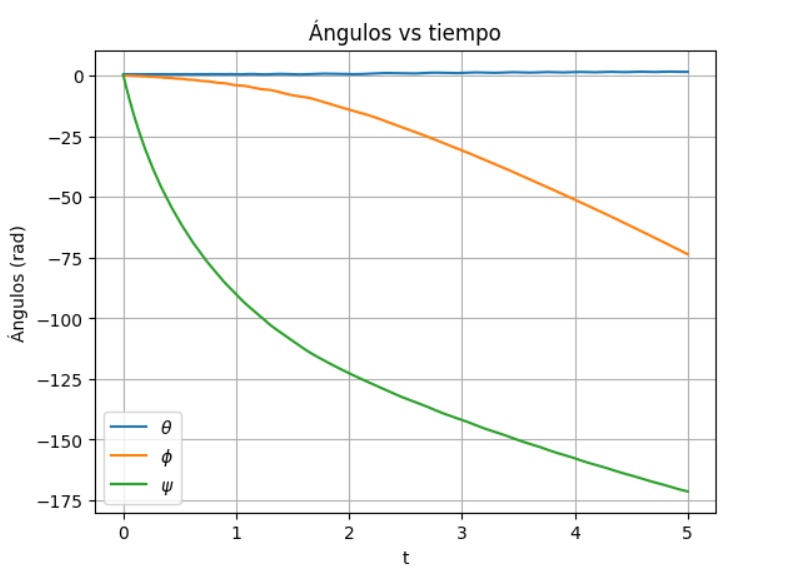 Ángulos vs tiempo
Ángulos (rad)
0
−25
−50
−75
−100
−125
−150
−175
θ
ϕ
ψ
0 1 2 3 4 5
t